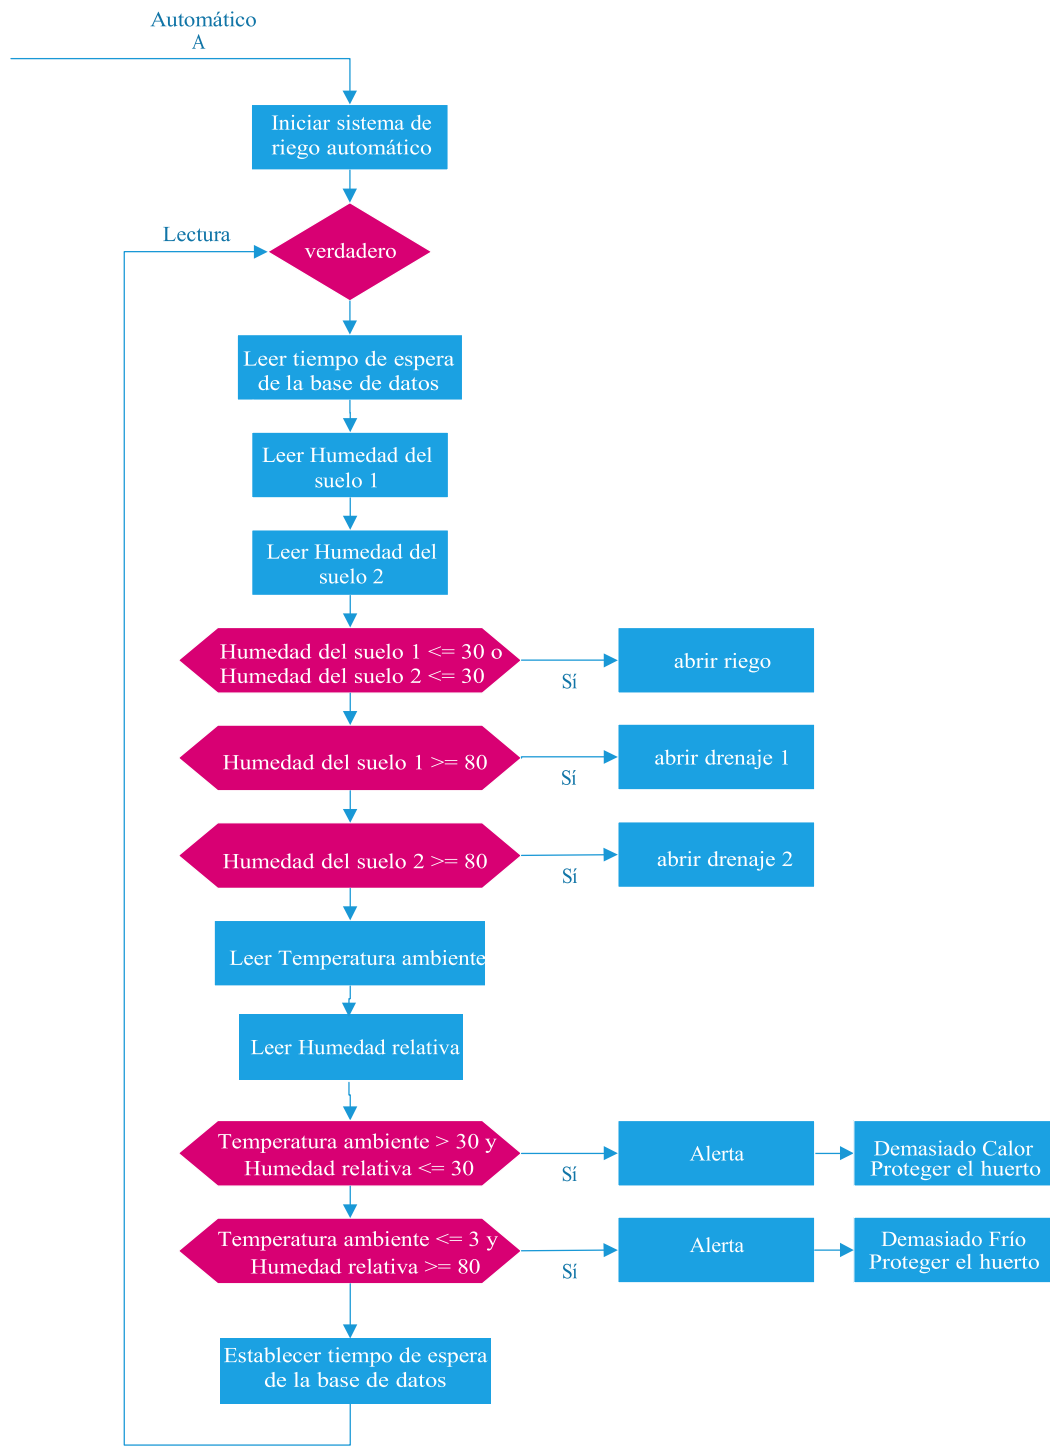 Automático
A
Iniciar sistema de
riego automático
Lectura
verdadero
Leer tiempo de espera
de la base de datos
Leer Humedad del
suelo 1
Leer Humedad del
suelo 2
Humedad del suelo 1 <= 30 o
Humedad del suelo 2 <= 30
Sí
abrir riego
Humedad del suelo 1 >= 80
Sí
abrir drenaje 1
Humedad del suelo 2 >= 80
Sí
abrir drenaje 2
Leer Temperatura ambiente
Leer Humedad relativa
Temperatura ambiente > 30 y
Humedad relativa <= 30
Sí
Alerta
Demasiado Calor
Proteger el huerto
Temperatura ambiente <= 3 y
Humedad relativa >= 80
Sí
Alerta
Demasiado Frío
Proteger el huerto
Establecer tiempo de espera
de la base de datos